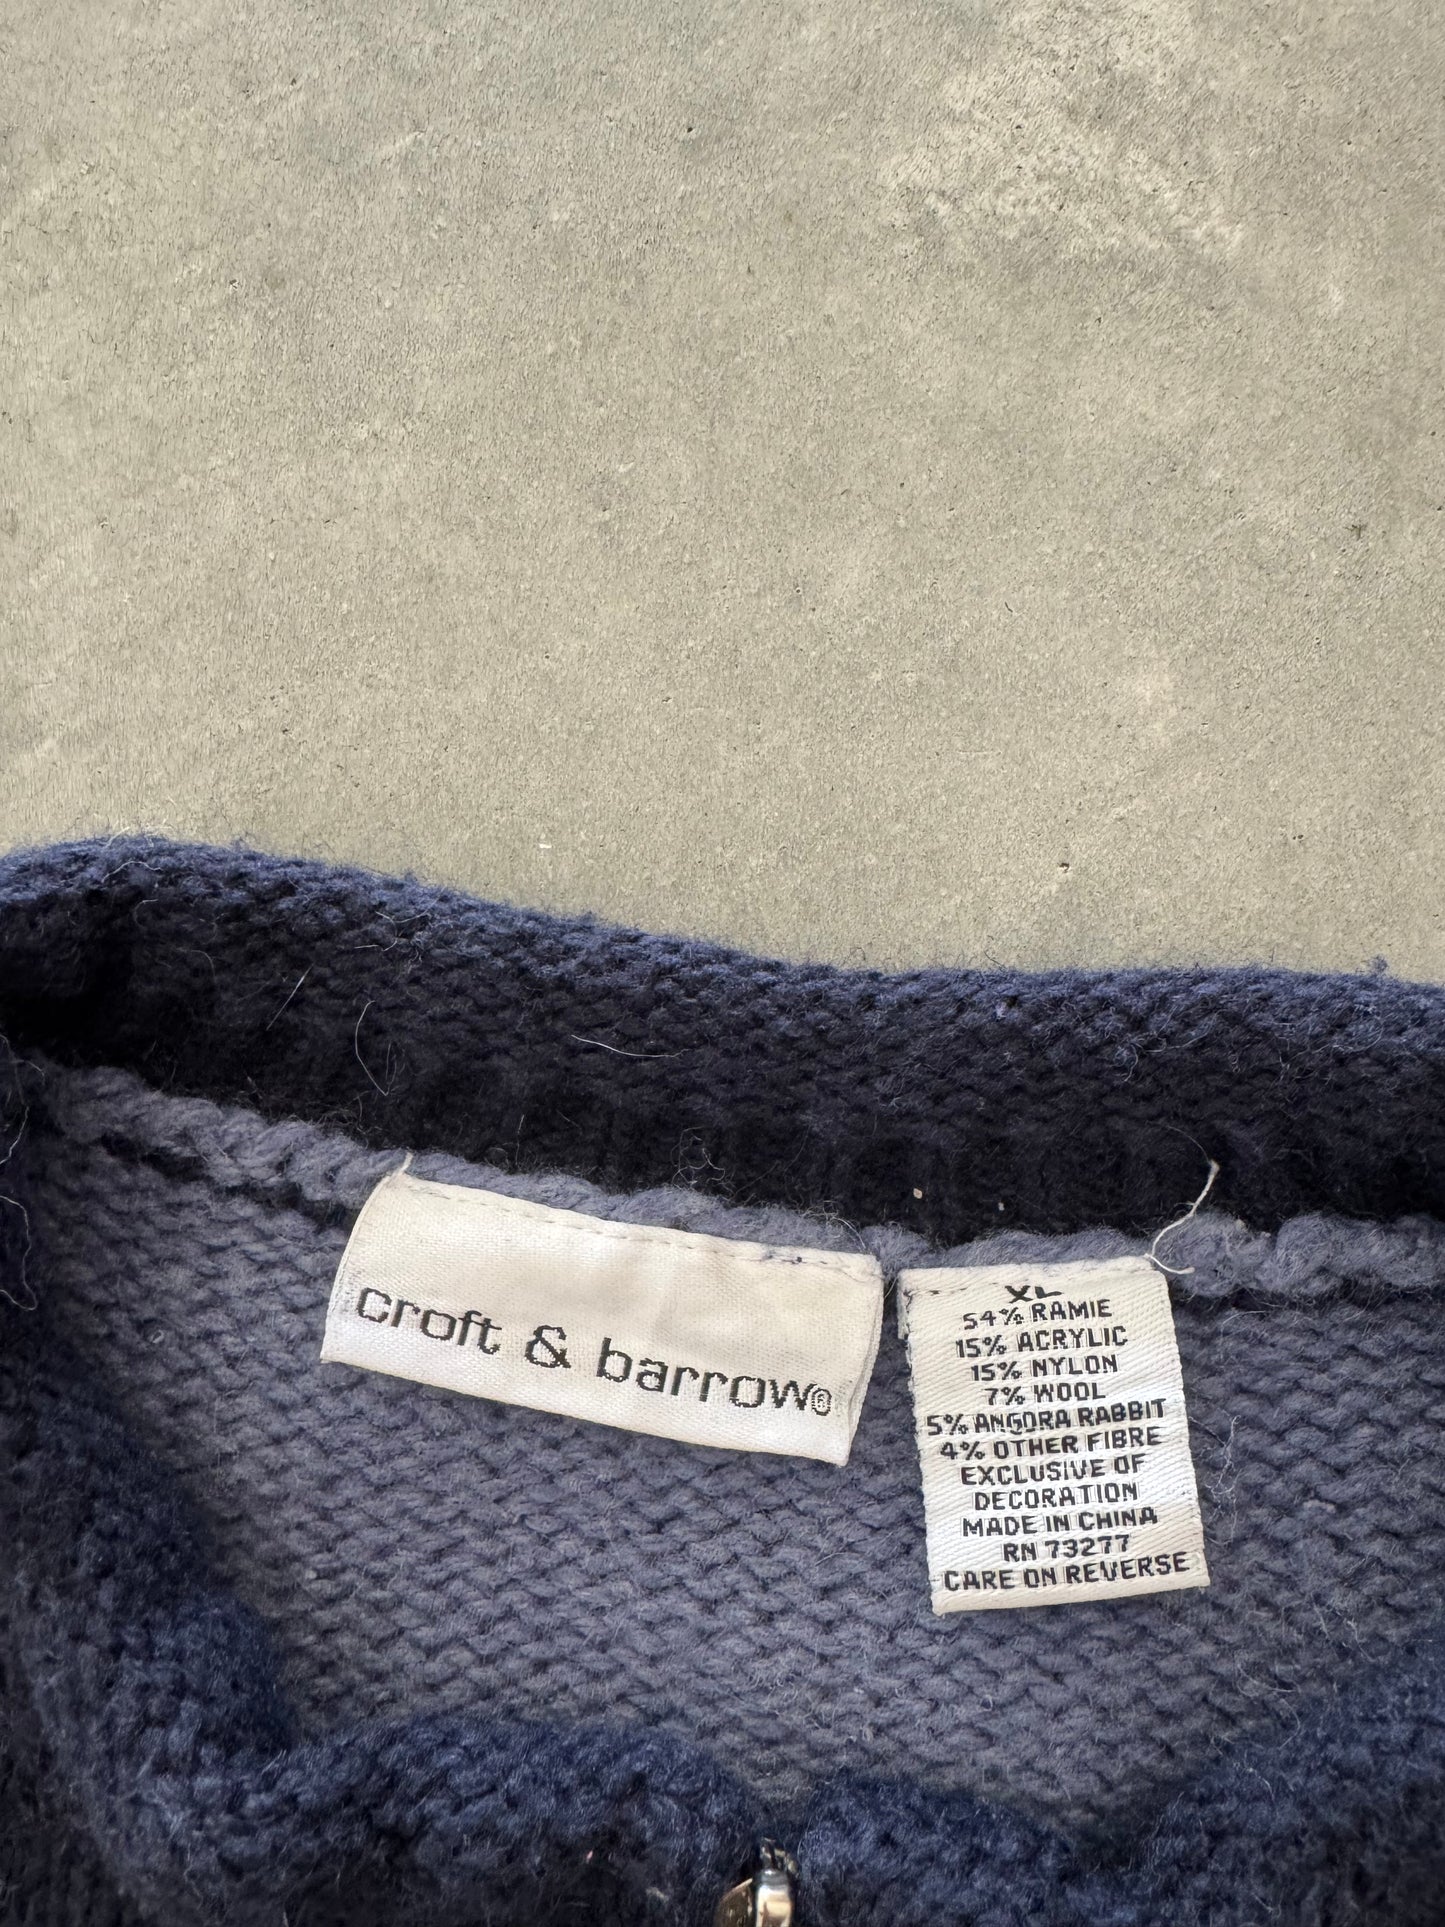 croft & barrow®
XL
54% RAMIE
15% ACRYLIC
15% NYLON
7% WOOL
5% ANGORA RABBIT
4% OTHER FIBRE
EXCLUSIVE OF
DECORATION
MADE IN CHINA
RN 73277
CARE ON REVERSE